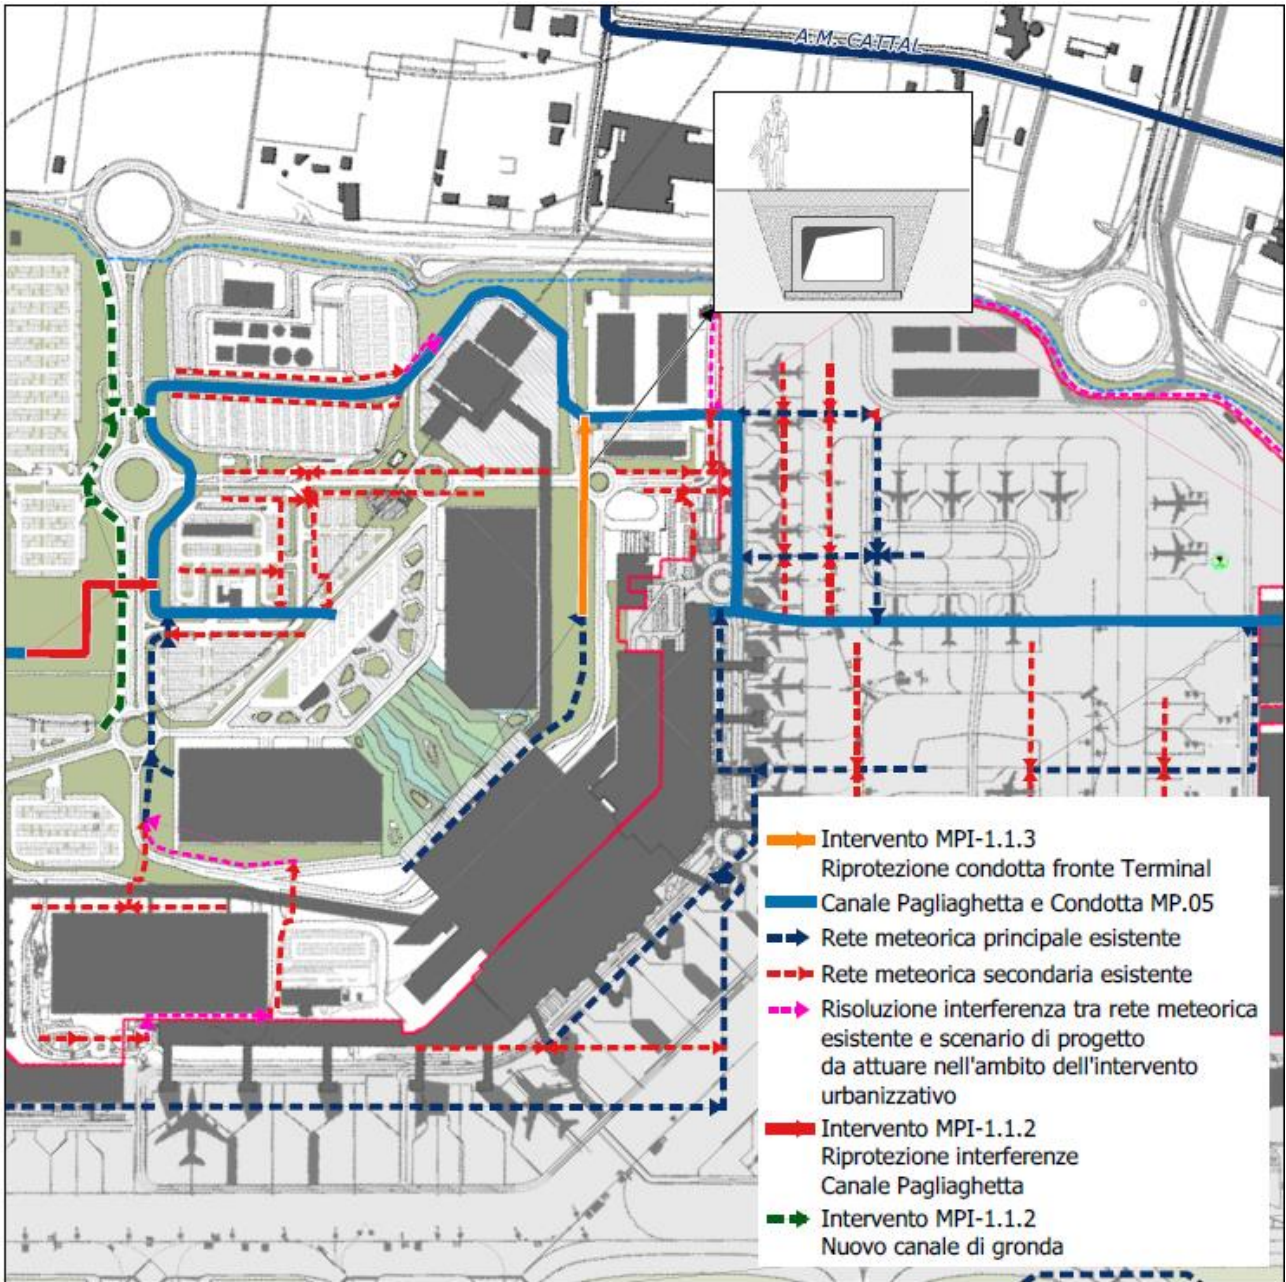 A.M. CATTAL
Intervento MPI-1.1.3
Riprotezione condotta fronte Terminal
Canale Pagliaghetta e Condotta MP.05
Rete meteorica principale esistente
Rete meteorica secondaria esistente
Risoluzione interferenza tra rete meteorica
esistente e scenario di progetto
da attuare nell'ambito dell'intervento
urbanizzativo
Intervento MPI-1.1.2
Riprotezione interferenze
Canale Pagliaghetta
Intervento MPI-1.1.2
Nuovo canale di gronda